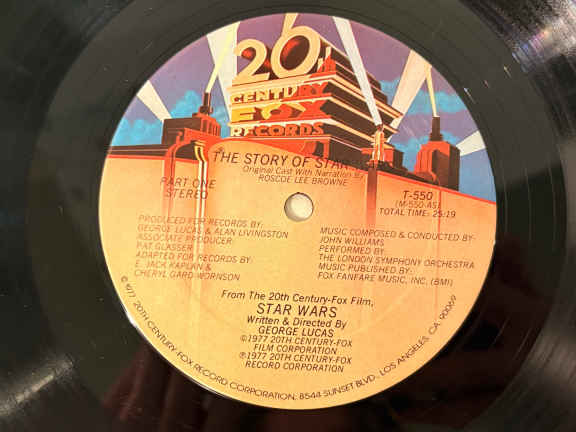 20th
CENTURY
FOX
RECORDS
THE STORY OF STAR WARS
Original Cast With Narration By
ROSCOE LEE BROWNE
PART ONE
STEREO
T-550
(M-550-AS)
TOTAL TIME: 25:19
PRODUCED FOR RECORDS BY:
GEORGE LUCAS & ALAN LIVINGSTON
ASSOCIATE PRODUCER:
PAT GLASSER
ADAPTED FOR RECORDS BY:
E. JACK KAPLAN &
CHERYL GARD WORNSON
MUSIC COMPOSED & CONDUCTED BY:
JOHN WILLIAMS
PERFORMED BY:
THE LONDON SYMPHONY ORCHESTRA
MUSIC PUBLISHED BY:
FOX FANFARE MUSIC, INC. (BMI)
From The 20th Century-Fox Film,
STAR WARS
Written & Directed By
GEORGE LUCAS
©1977 20TH CENTURY-FOX
FILM CORPORATION
℗1977 20TH CENTURY-FOX
RECORD CORPORATION
©1977 20TH CENTURY-FOX RECORD CORPORATION, 8544 SUNSET BLVD., LOS ANGELES, CA. 90069